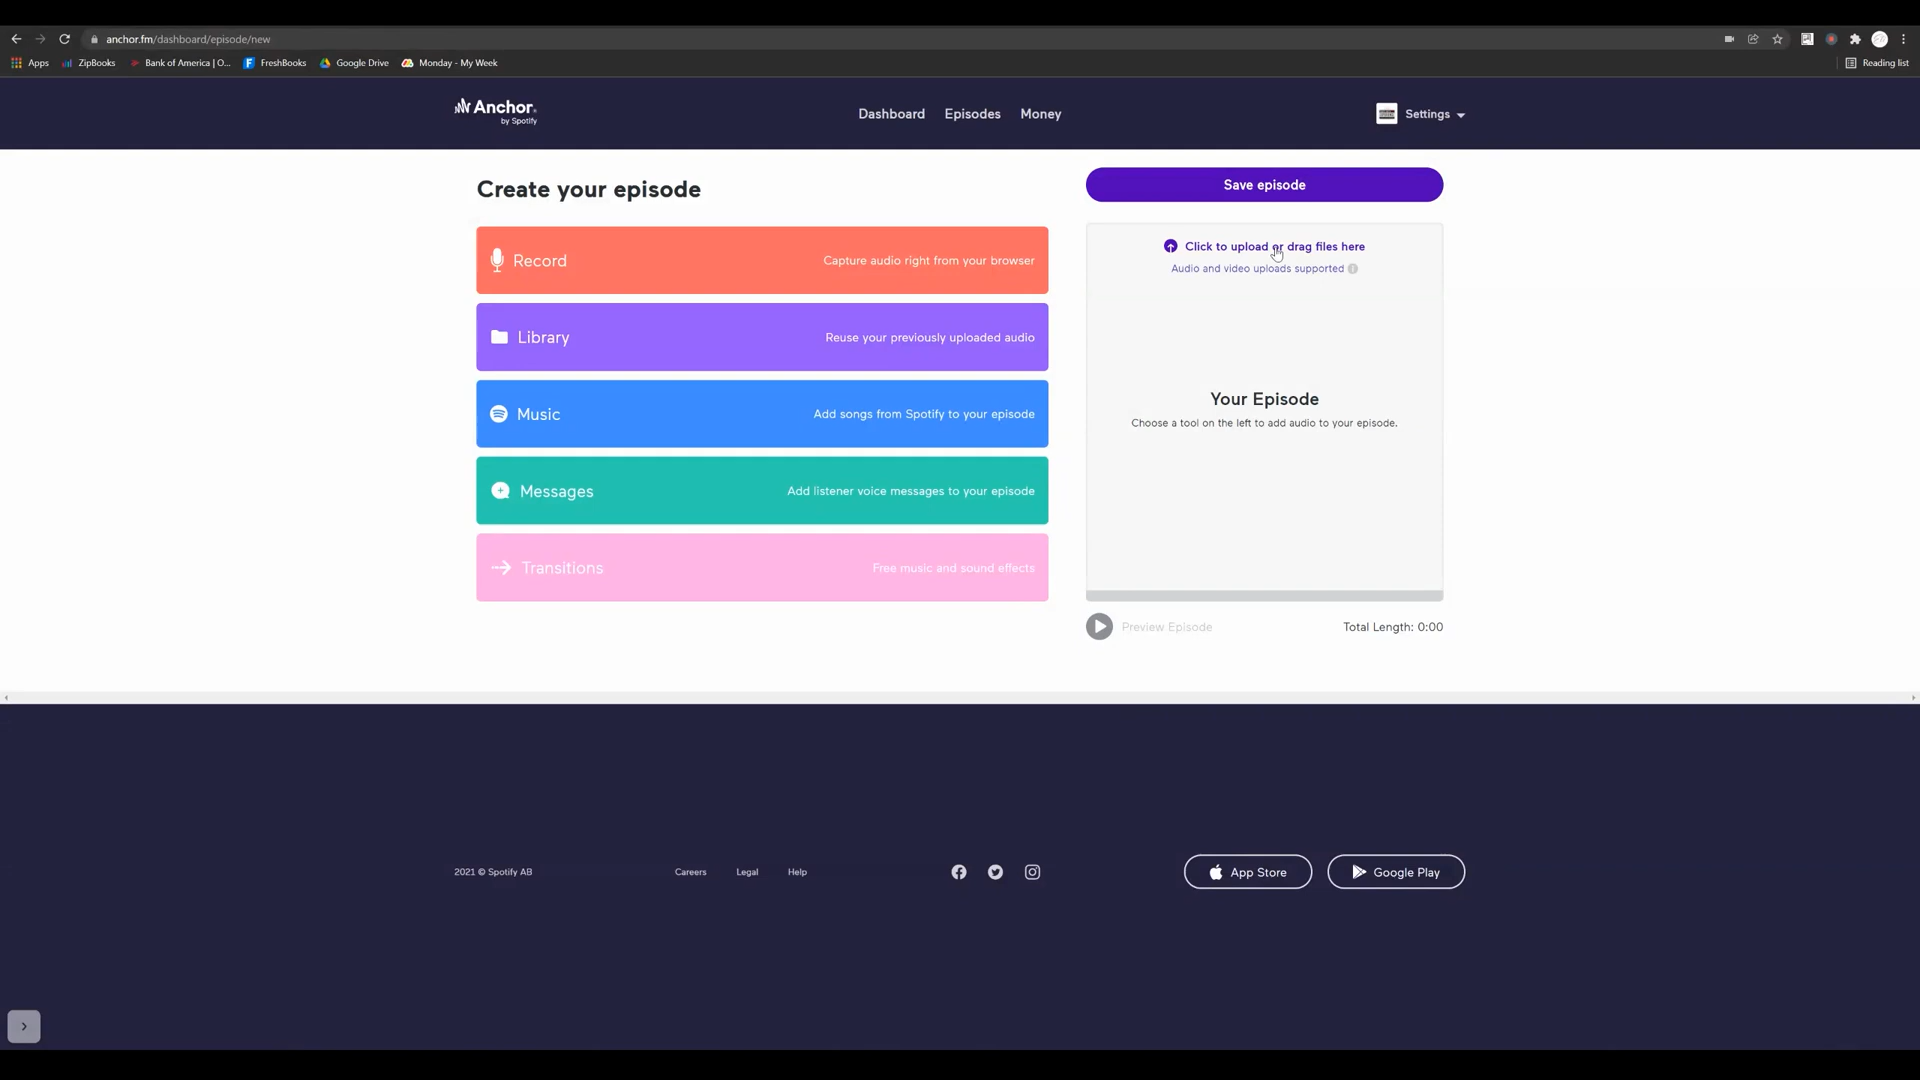 anchor.fm/dashboard/episode/new
Apps ZipBooks Bank of America | O... FreshBooks Google Drive Monday - My Week Reading list
Anchor
by Spotify
Dashboard Episodes Money Settings
Create your episode
Save episode
Record Capture audio right from your browser
Click to upload or drag files here
Audio and video uploads supported
Library Reuse your previously uploaded audio
Music Add songs from Spotify to your episode
Your Episode
Choose a tool on the left to add audio to your episode.
Messages Add listener voice messages to your episode
Transitions Free music and sound effects
Preview Episode Total Length: 0:00
2021 © Spotify AB Careers Legal Help App Store Google Play